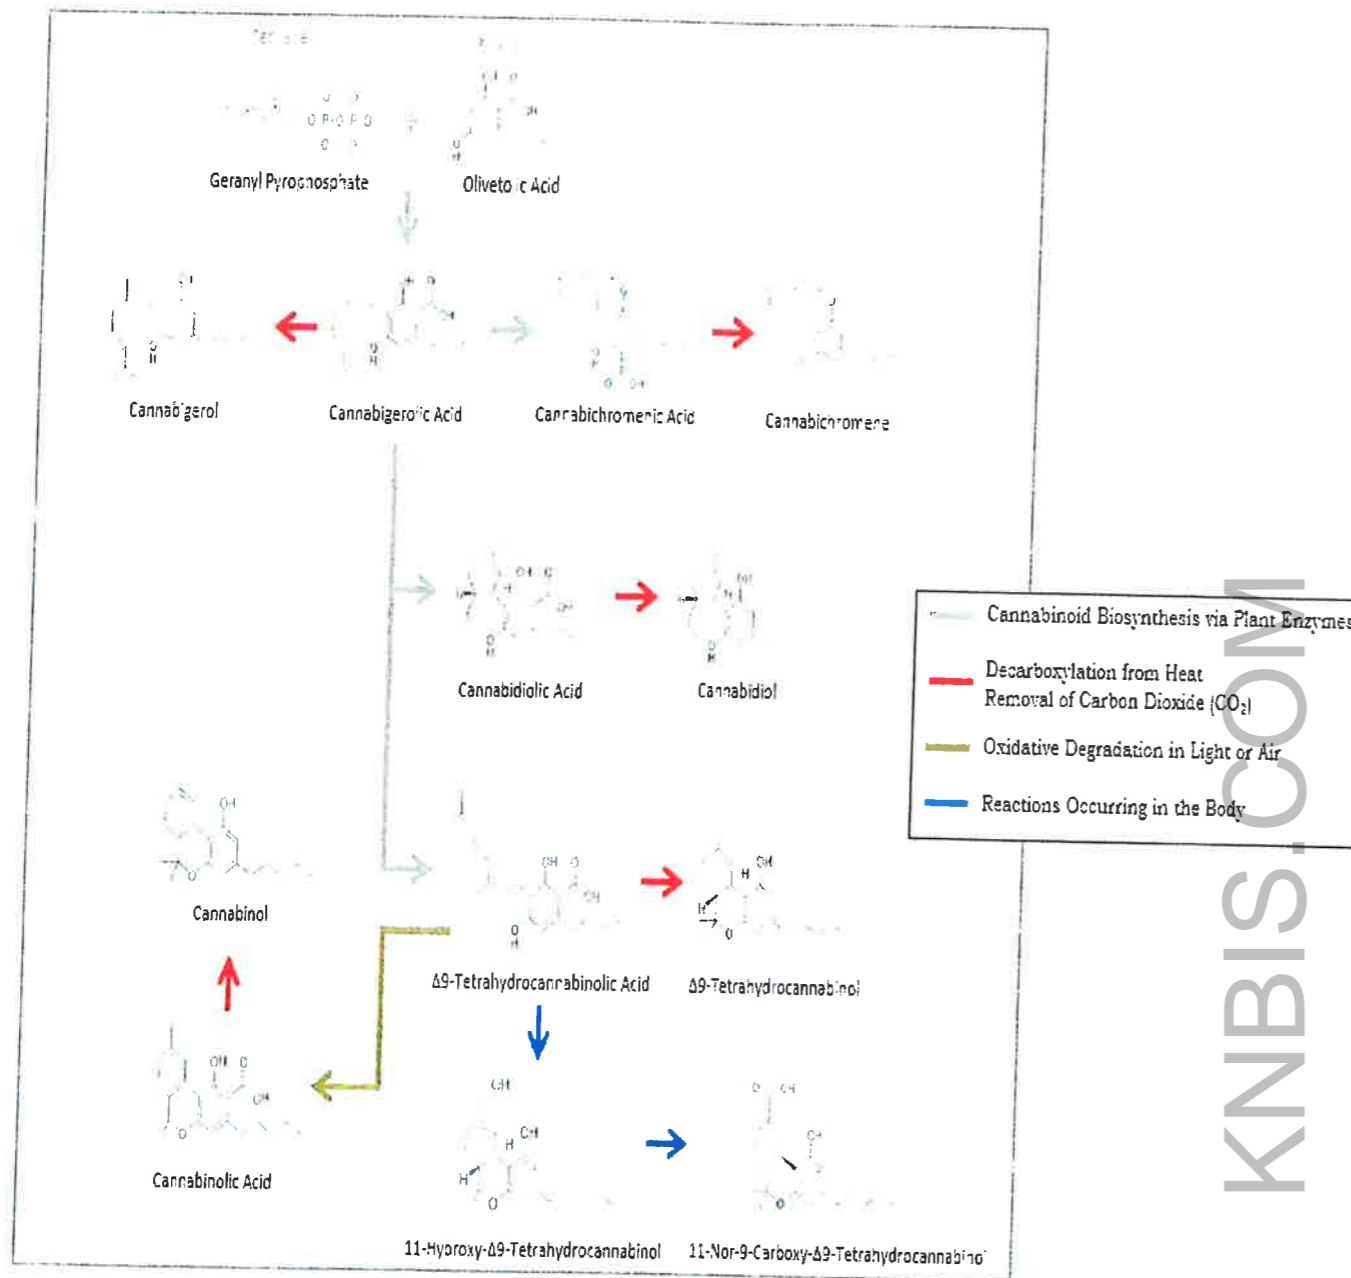 Geranyl Pyrophosphate
Olivetolic Acid
Cannabigerol
Cannabigerolic Acid
Cannabichromenic Acid
Cannabichromene
Cannabidiolic Acid
Cannabidiol
Cannabinoid Biosynthesis via Plant Enzymes
Decarboxylation from Heat
Removal of Carbon Dioxide (CO₂)
Oxidative Degradation in Light or Air
Reactions Occurring in the Body
Cannabinol
Δ9-Tetrahydrocannabinolic Acid
Δ9-Tetrahydrocannabinol
Cannabinolic Acid
11-Hydroxy-Δ9-Tetrahydrocannabinol
11-Nor-9-Carboxy-Δ9-Tetrahydrocannabinol
KNBIS.COM